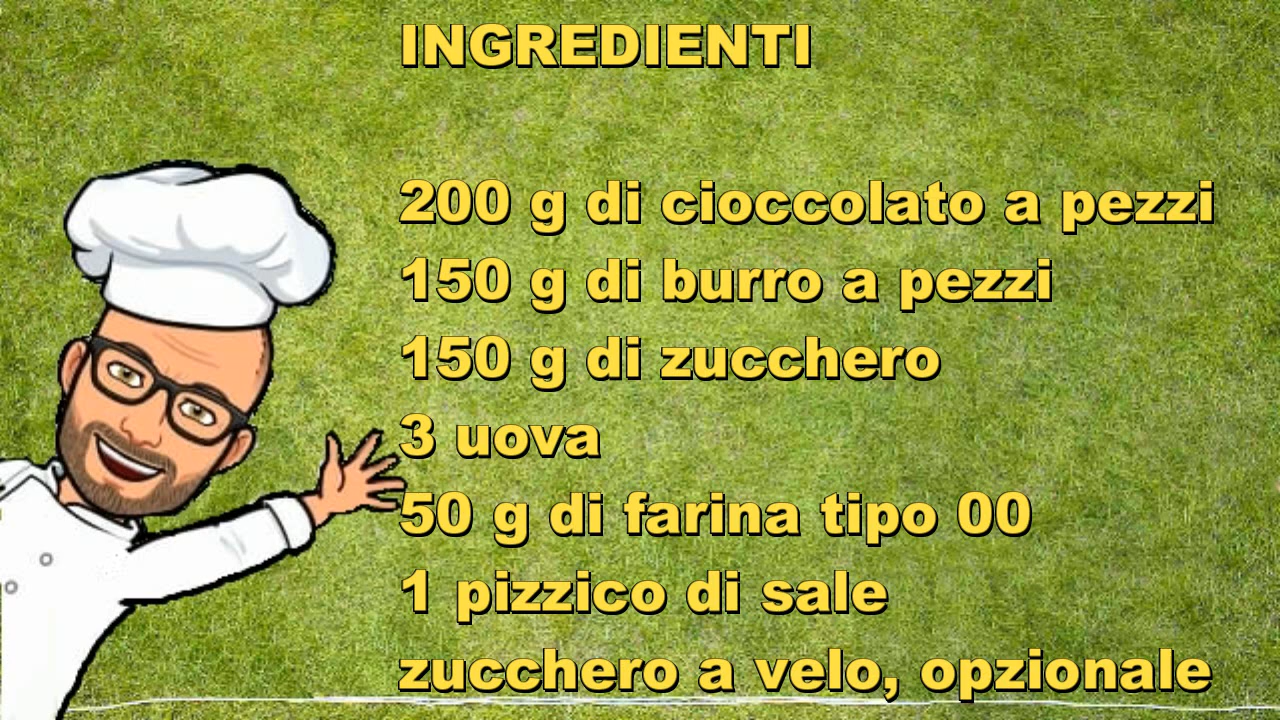 INGREDIENTI
200 g di cioccolato a pezzi
150 g di burro a pezzi
150 g di zucchero
3 uova
50 g di farina tipo 00
1 pizzico di sale
zucchero a velo, opzionale